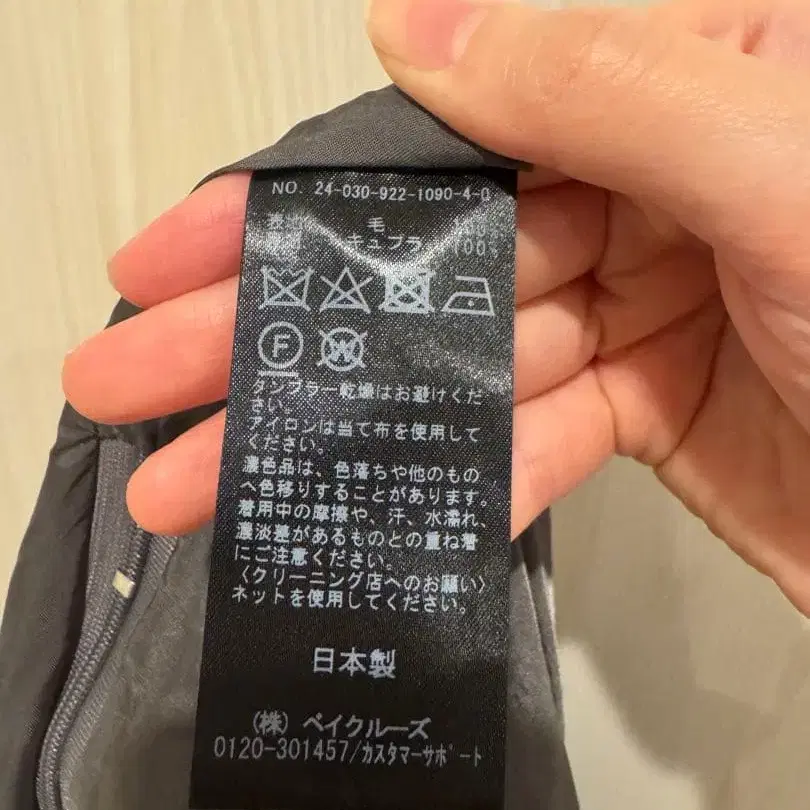 NO. 24-030-922-1090-4-0
表地 毛 100%
キュプラ 100%
F
W
タンブラー乾燥はお避けくだ
さい。
アイロンは当て布を使用して
ください。
濃色品は、色落ちや他のもの
へ色移りすることがあります。
着用中の摩擦や、汗、水濡れ、
濃淡差があるものとの重ね着
にご注意ください。
〈クリーニング店へのお願い〉
ネットを使用してください。
日本製
(株) ベイクルーズ
0120-301457/カスタマーサポート